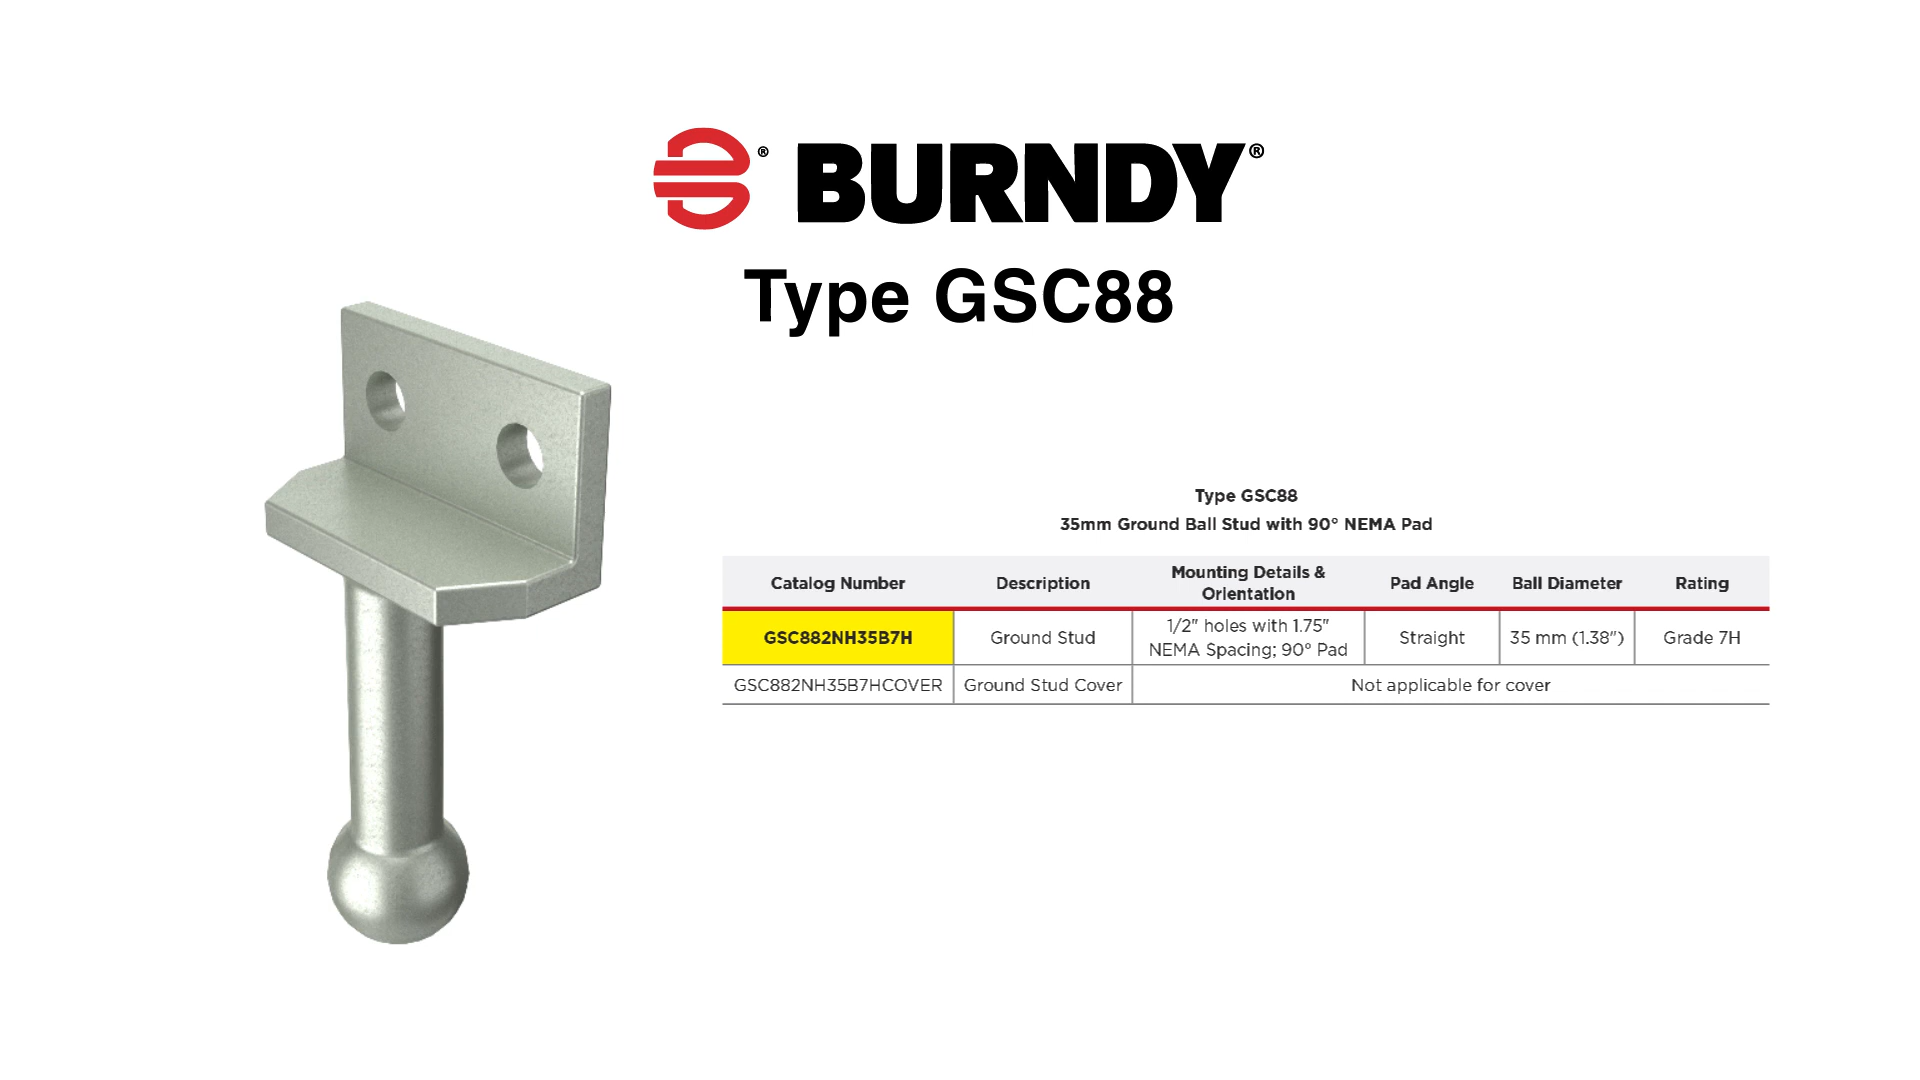 BURNDY®
Type GSC88
Type GSC88
35mm Ground Ball Stud with 90° NEMA Pad
Catalog Number Description Mounting Details & Orientation Pad Angle Ball Diameter Rating
GSC882NH35B7H Ground Stud 1/2" holes with 1.75" NEMA Spacing; 90° Pad Straight 35 mm (1.38") Grade 7H
GSC882NH35B7HCOVER Ground Stud Cover Not applicable for cover